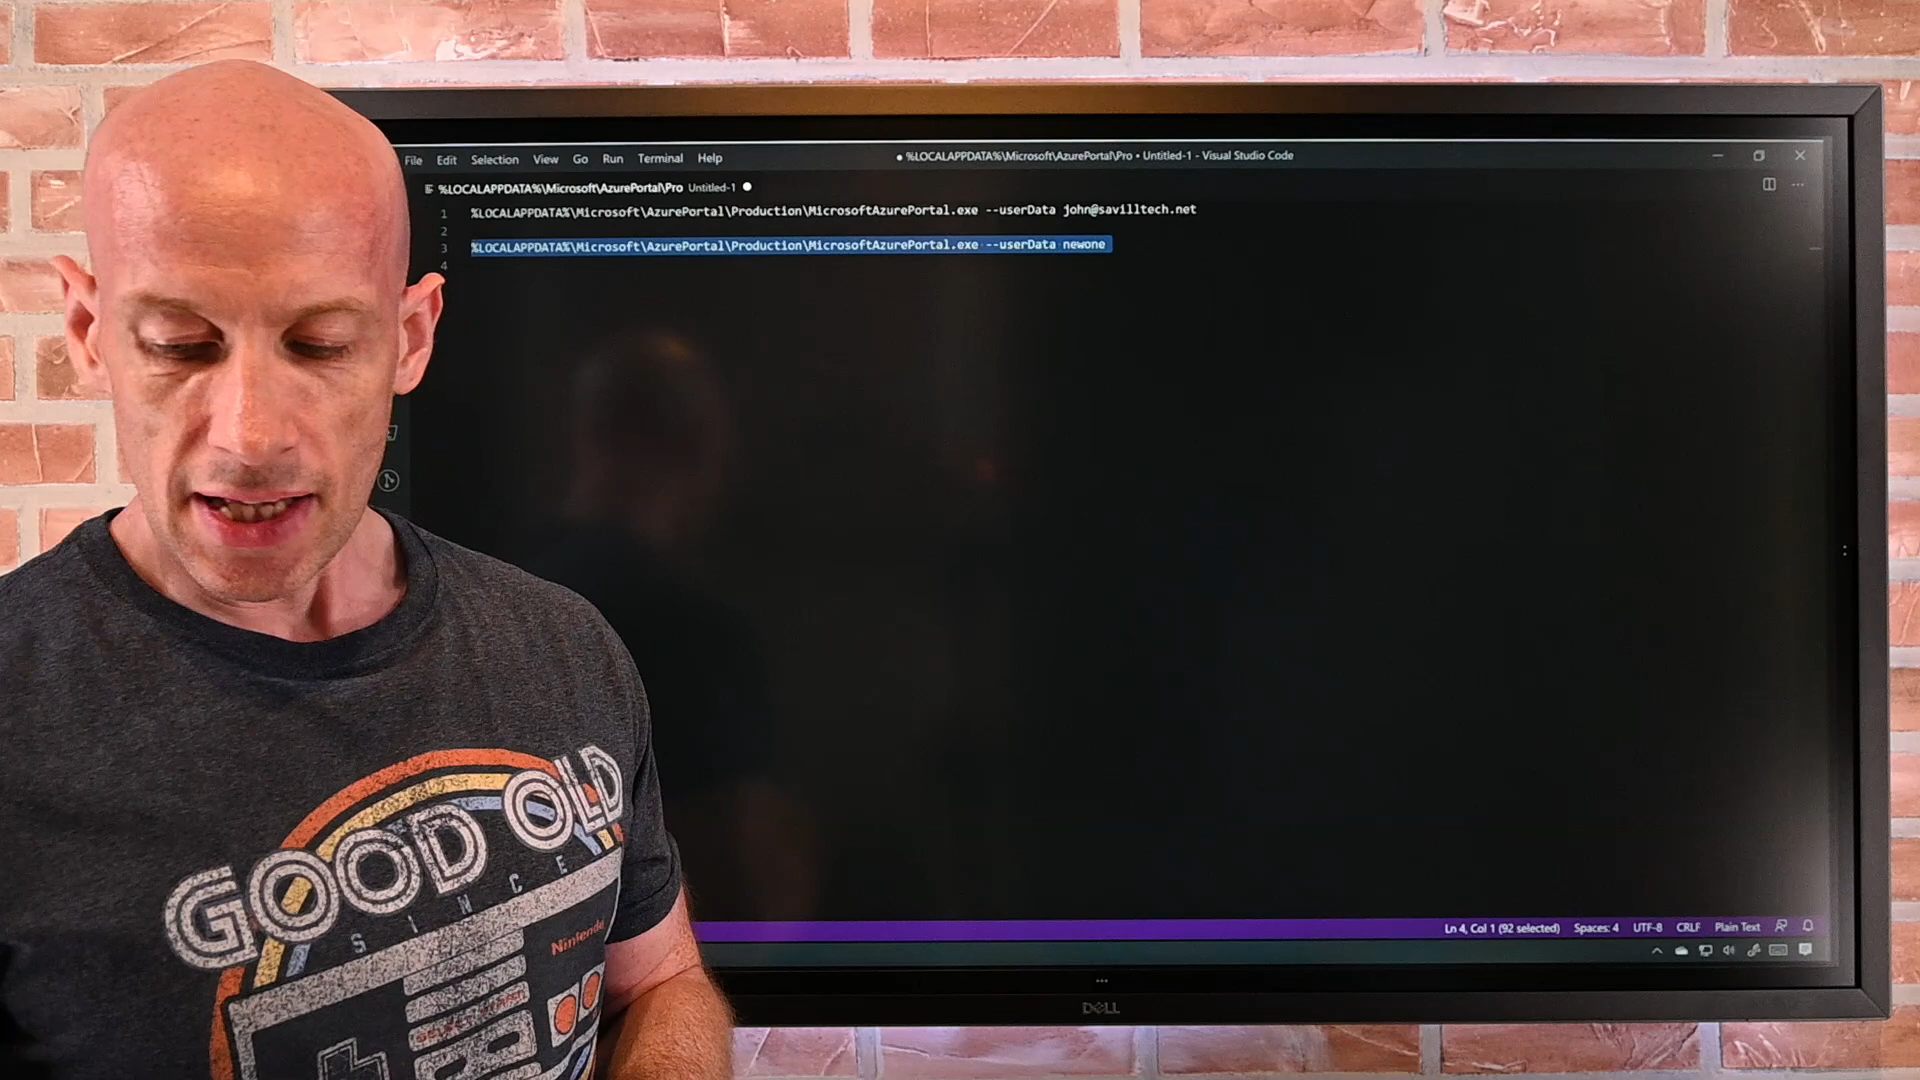 File Edit Selection View Go Run Terminal Help
● %LOCALAPPDATA%\Microsoft\AzurePortal\Pro • Untitled-1 - Visual Studio Code
%LOCALAPPDATA%\Microsoft\AzurePortal\Pro Untitled-1 ●
1 %LOCALAPPDATA%\Microsoft\AzurePortal\Production\MicrosoftAzurePortal.exe --userData john@savilltech.net
2
3 %LOCALAPPDATA%\Microsoft\AzurePortal\Production\MicrosoftAzurePortal.exe --userData newone
4
GOOD OLD
SINCE
Nintendo
Ln 4, Col 1 (92 selected) Spaces: 4 UTF-8 CRLF Plain Text
DELL